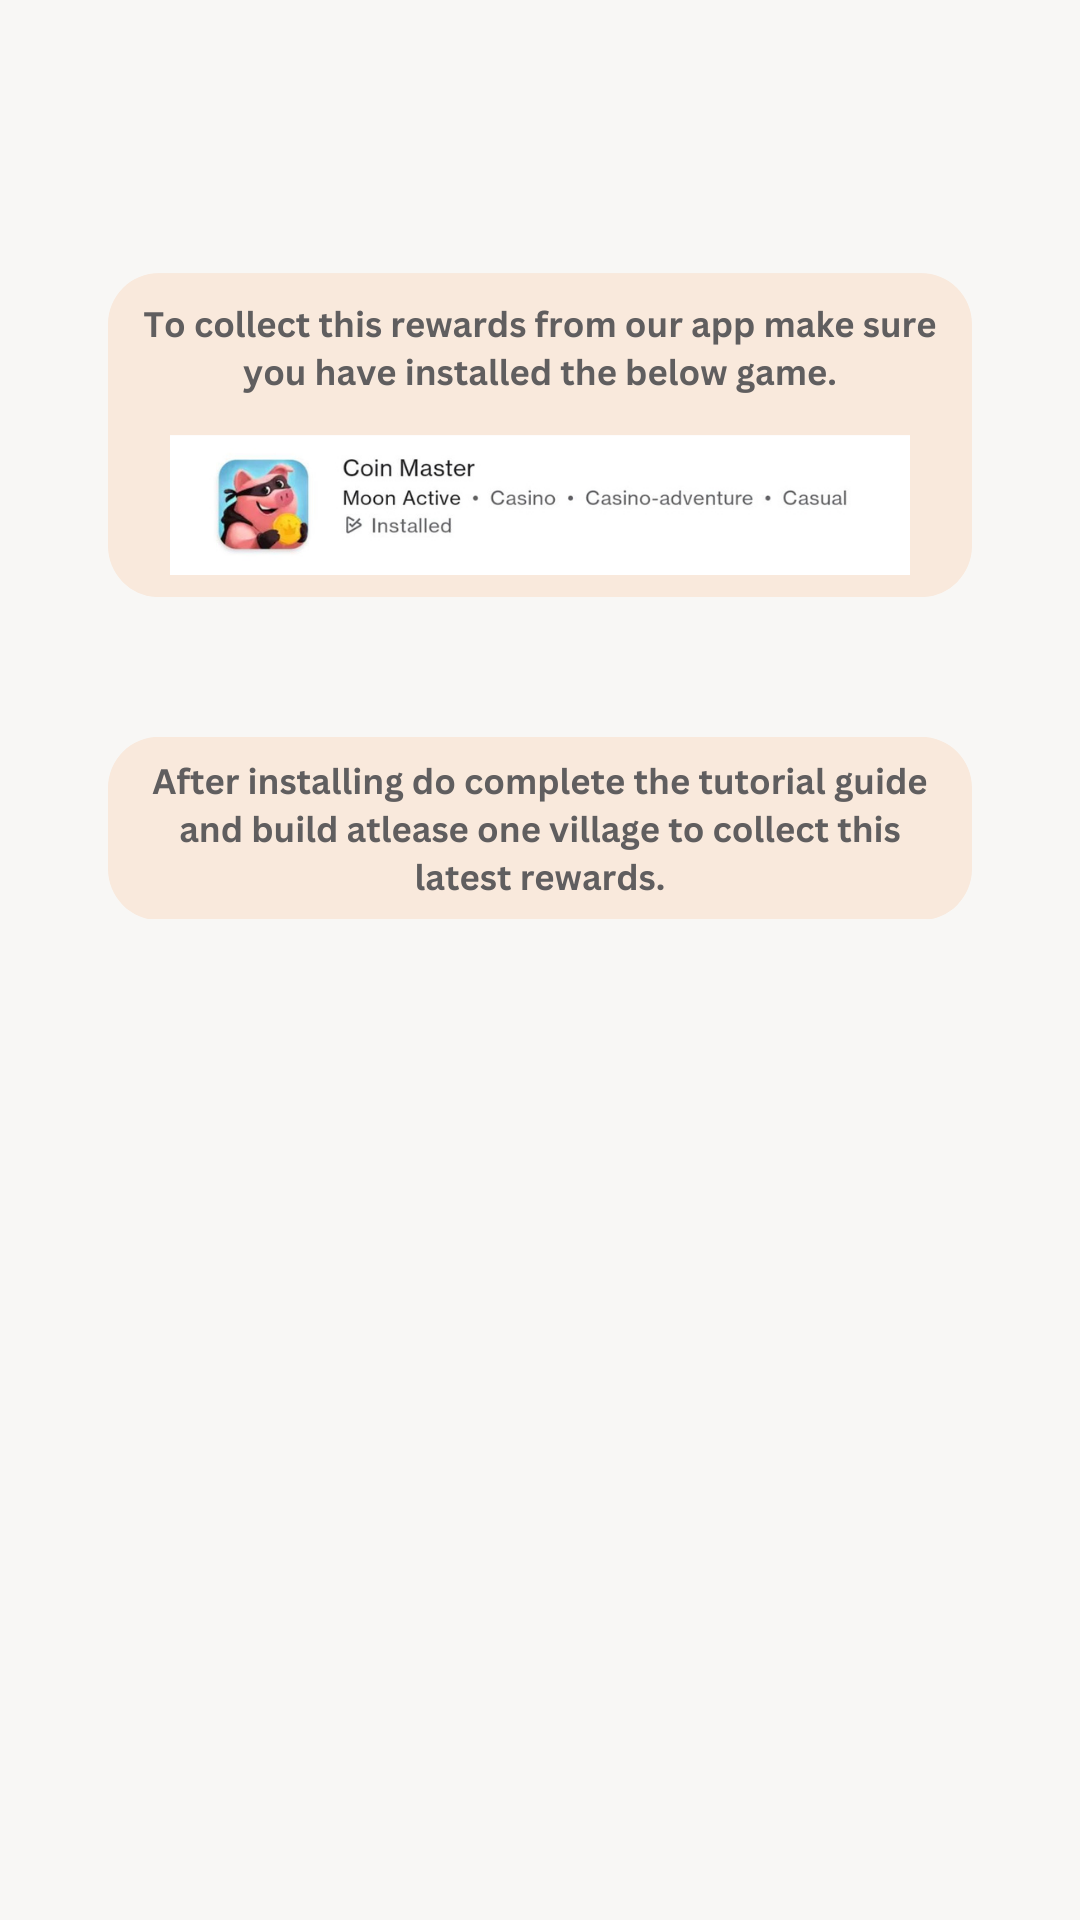 To collect this rewards from our app make sure
you have installed the below game.
Coin Master
Moon Active • Casino • Casino-adventure • Casual
Installed
After installing do complete the tutorial guide
and build atlease one village to collect this
latest rewards.